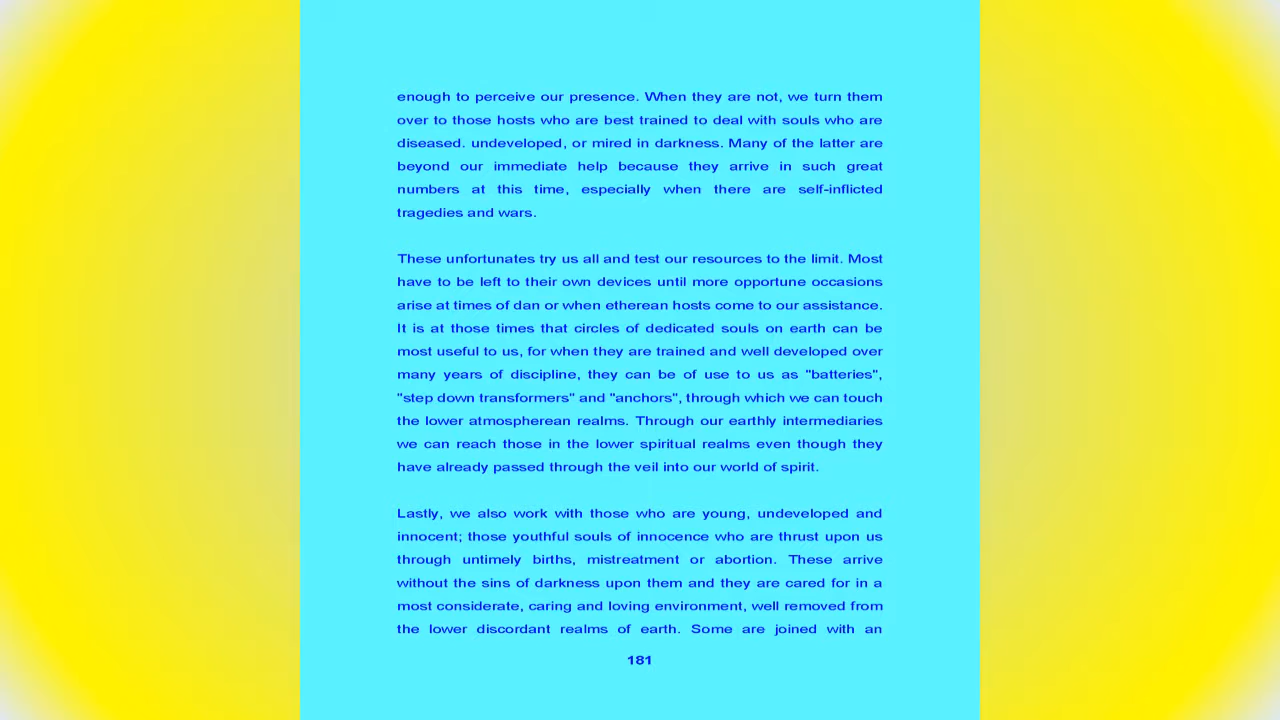 enough to perceive our presence. When they are not, we turn them
over to those hosts who are best trained to deal with souls who are
diseased. undeveloped, or mired in darkness. Many of the latter are
beyond our immediate help because they arrive in such great
numbers at this time, especially when there are self-inflicted
tragedies and wars.
These unfortunates try us all and test our resources to the limit. Most
have to be left to their own devices until more opportune occasions
arise at times of dan or when etherean hosts come to our assistance.
It is at those times that circles of dedicated souls on earth can be
most useful to us, for when they are trained and well developed over
many years of discipline, they can be of use to us as "batteries",
"step down transformers" and "anchors", through which we can touch
the lower atmospherean realms. Through our earthly intermediaries
we can reach those in the lower spiritual realms even though they
have already passed through the veil into our world of spirit.
Lastly, we also work with those who are young, undeveloped and
innocent; those youthful souls of innocence who are thrust upon us
through untimely births, mistreatment or abortion. These arrive
without the sins of darkness upon them and they are cared for in a
most considerate, caring and loving environment, well removed from
the lower discordant realms of earth. Some are joined with an
181